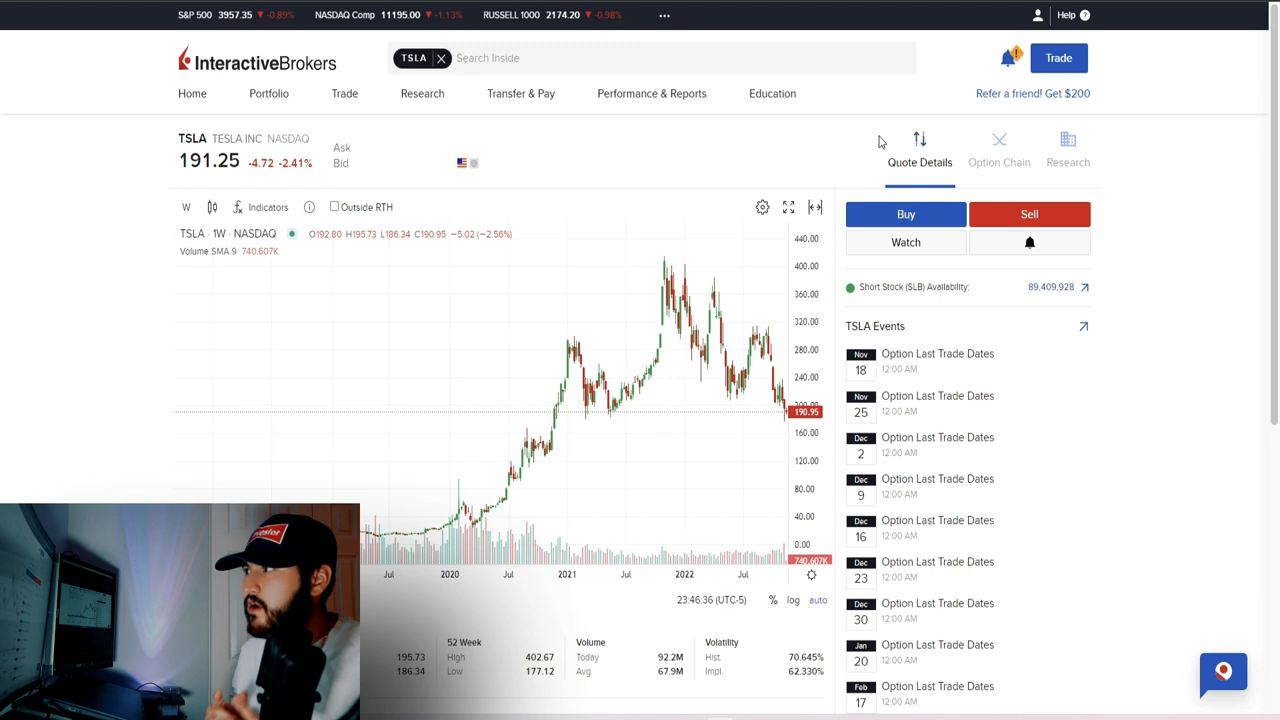 S&P 500 3957.35 ▼ -0.89% NASDAQ Comp 11195.00 ▼ -1.13% RUSSELL 1000 2174.20 ▼ -0.98% ••• Help ?
InteractiveBrokers TSLA X Search Inside ! Trade
Home Portfolio Trade Research Transfer & Pay Performance & Reports Education Refer a friend! Get $200
TSLA TESLA INC NASDAQ
191.25 -4.72 -2.41%
Ask
Bid
Quote Details Option Chain Research
W Indicators Outside RTH
TSLA · 1W · NASDAQ O192.80 H195.73 L186.34 C190.95 −5.02 (−2.56%)
Volume SMA 9 740.607K
440.00
400.00
360.00
320.00
280.00
240.00
200.00
190.95
160.00
120.00
80.00
40.00
0.00
740.607K
Jul 2020 Jul 2021 Jul 2022 Jul
23:46:36 (UTC-5) % log auto
195.73
186.34
52 Week
High 402.67
Low 177.12
Volume
Today 92.2M
Avg 67.9M
Volatility
Hist. 70.645%
Impl. 62.330%
Buy Sell
Watch
Short Stock (SLB) Availability: 89,409,928
TSLA Events
Nov 18 Option Last Trade Dates
12:00 AM
Nov 25 Option Last Trade Dates
12:00 AM
Dec 2 Option Last Trade Dates
12:00 AM
Dec 9 Option Last Trade Dates
12:00 AM
Dec 16 Option Last Trade Dates
12:00 AM
Dec 23 Option Last Trade Dates
12:00 AM
Dec 30 Option Last Trade Dates
12:00 AM
Jan 20 Option Last Trade Dates
12:00 AM
Feb 17 Option Last Trade Dates
12:00 AM